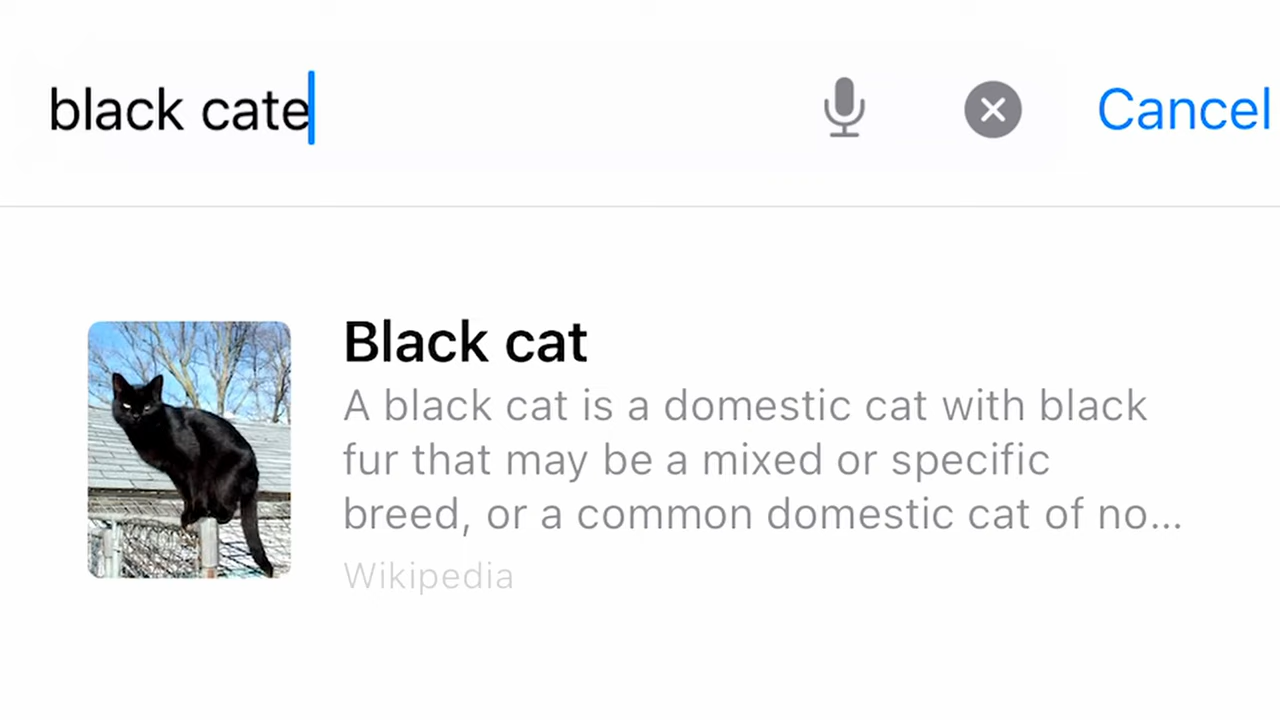 black cate
Cancel
Black cat
A black cat is a domestic cat with black
fur that may be a mixed or specific
breed, or a common domestic cat of no...
Wikipedia